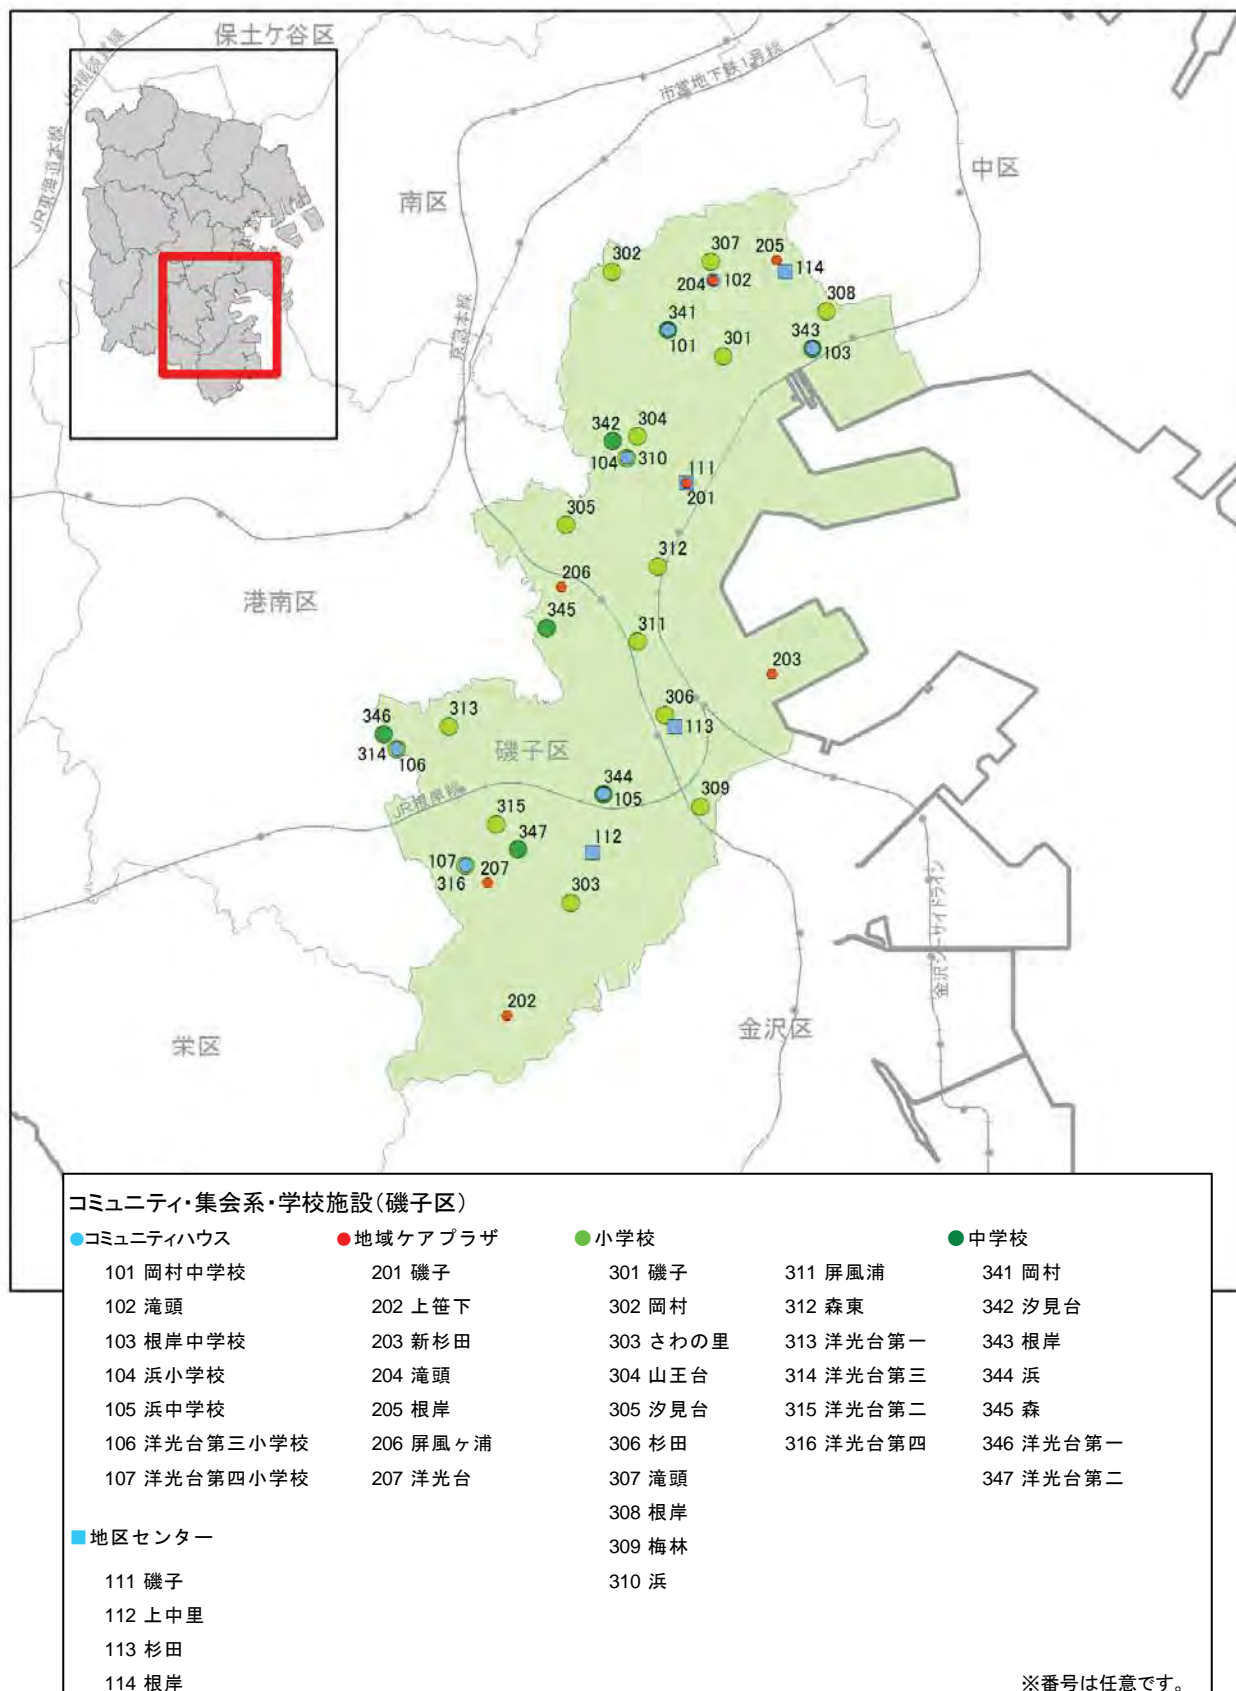 保土ケ谷区
JR横須賀線
JR東海道本線
市営地下鉄1号線
中区
南区
京急本線
302
307
205
114
204
102
308
341
101
301
343
103
342
304
104
310
111
201
305
312
206
港南区
345
311
203
306
113
346
313
314
106
磯子区
JR根岸線
344
105
309
315
347
112
107
316
207
303
202
栄区
金沢区
金沢シーサイドライン
コミュニティ・集会系・学校施設(磯子区)
●コミュニティハウス
101 岡村中学校
102 滝頭
103 根岸中学校
104 浜小学校
105 浜中学校
106 洋光台第三小学校
107 洋光台第四小学校
■地区センター
111 磯子
112 上中里
113 杉田
114 根岸
●地域ケアプラザ
201 磯子
202 上笹下
203 新杉田
204 滝頭
205 根岸
206 屏風ヶ浦
207 洋光台
●小学校
301 磯子
302 岡村
303 さわの里
304 山王台
305 汐見台
306 杉田
307 滝頭
308 根岸
309 梅林
310 浜
311 屏風浦
312 森東
313 洋光台第一
314 洋光台第三
315 洋光台第二
316 洋光台第四
●中学校
341 岡村
342 汐見台
343 根岸
344 浜
345 森
346 洋光台第一
347 洋光台第二
※番号は任意です。